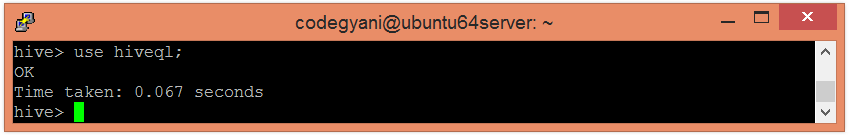 codegyani@ubuntu64server: ~
hive> use hiveql;
OK
Time taken: 0.067 seconds
hive>